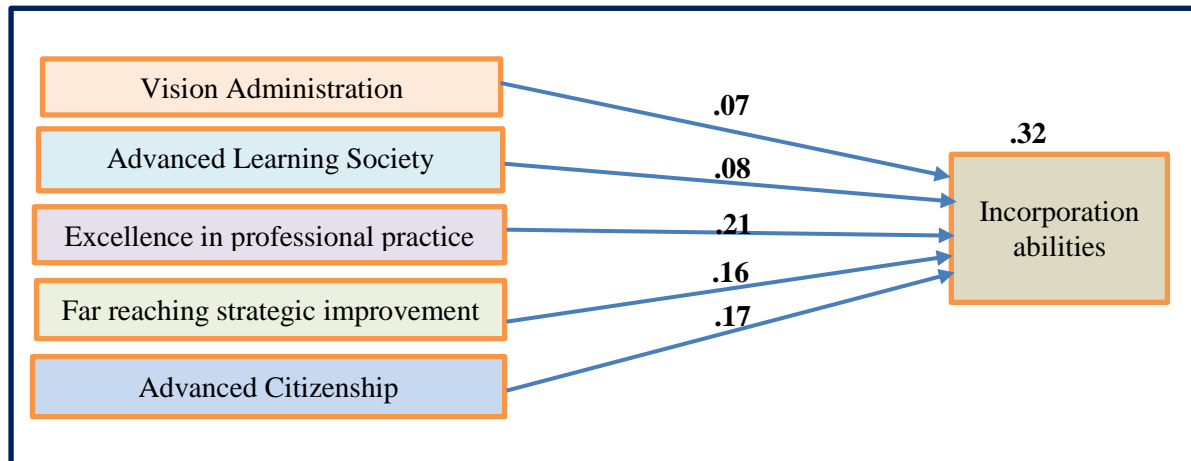 Vision Administration
.07
.32
Advanced Learning Society
.08
Incorporation
abilities
Excellence in professional practice
.21
.16
Far reaching strategic improvement
.17
Advanced Citizenship